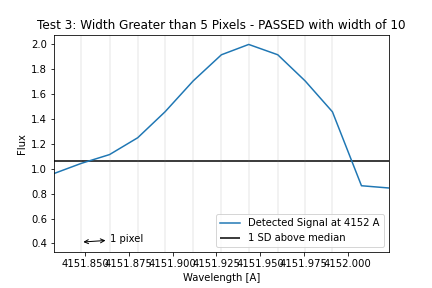 Test 3: Width Greater than 5 Pixels - PASSED with width of 10
2.0
1.8
1.6
1.4
1.2
1.0
0.8
0.6
0.4
Flux
1 pixel
Detected Signal at 4152 A
1 SD above median
4151.850 4151.875 4151.900 4151.925 4151.950 4151.975 4152.000
Wavelength [A]